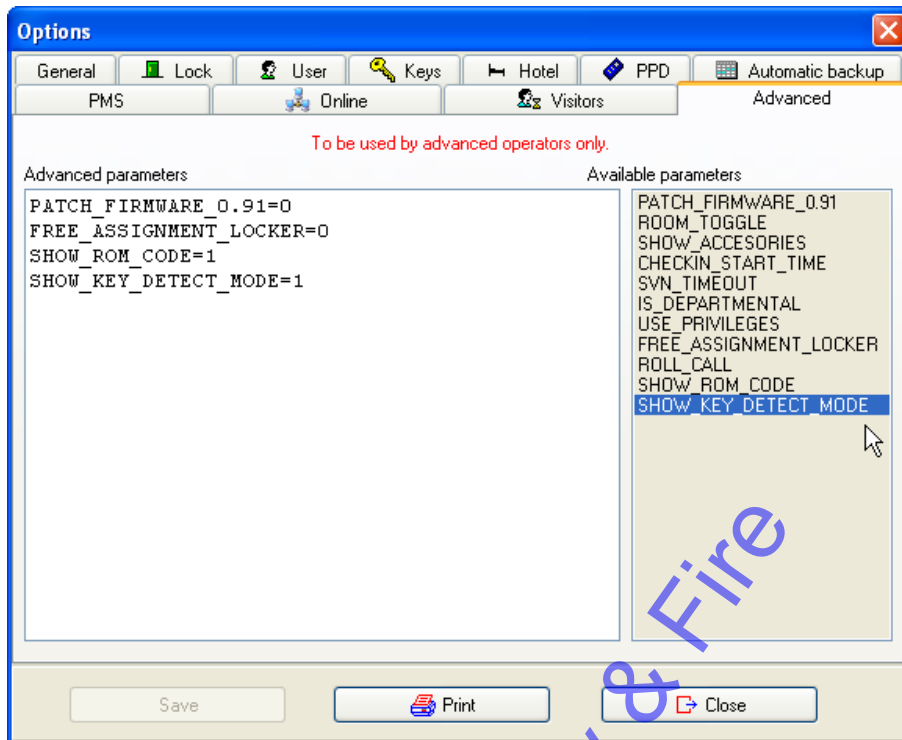 Options
General
Lock
User
Keys
Hotel
PPD
Automatic backup
PMS
Online
Visitors
Advanced
To be used by advanced operators only.
Advanced parameters
Available parameters
PATCH_FIRMWARE_0.91=0
FREE_ASSIGNMENT_LOCKER=0
SHOW_ROM_CODE=1
SHOW_KEY_DETECT_MODE=1
PATCH_FIRMWARE_0.91
ROOM_TOGGLE
SHOW_ACCESORIES
CHECKIN_START_TIME
SVN_TIMEOUT
IS_DEPARTMENTAL
USE_PRIVILEGES
FREE_ASSIGNMENT_LOCKER
ROLL_CALL
SHOW_ROM_CODE
SHOW_KEY_DETECT_MODE
Save
Print
Close
& Fire